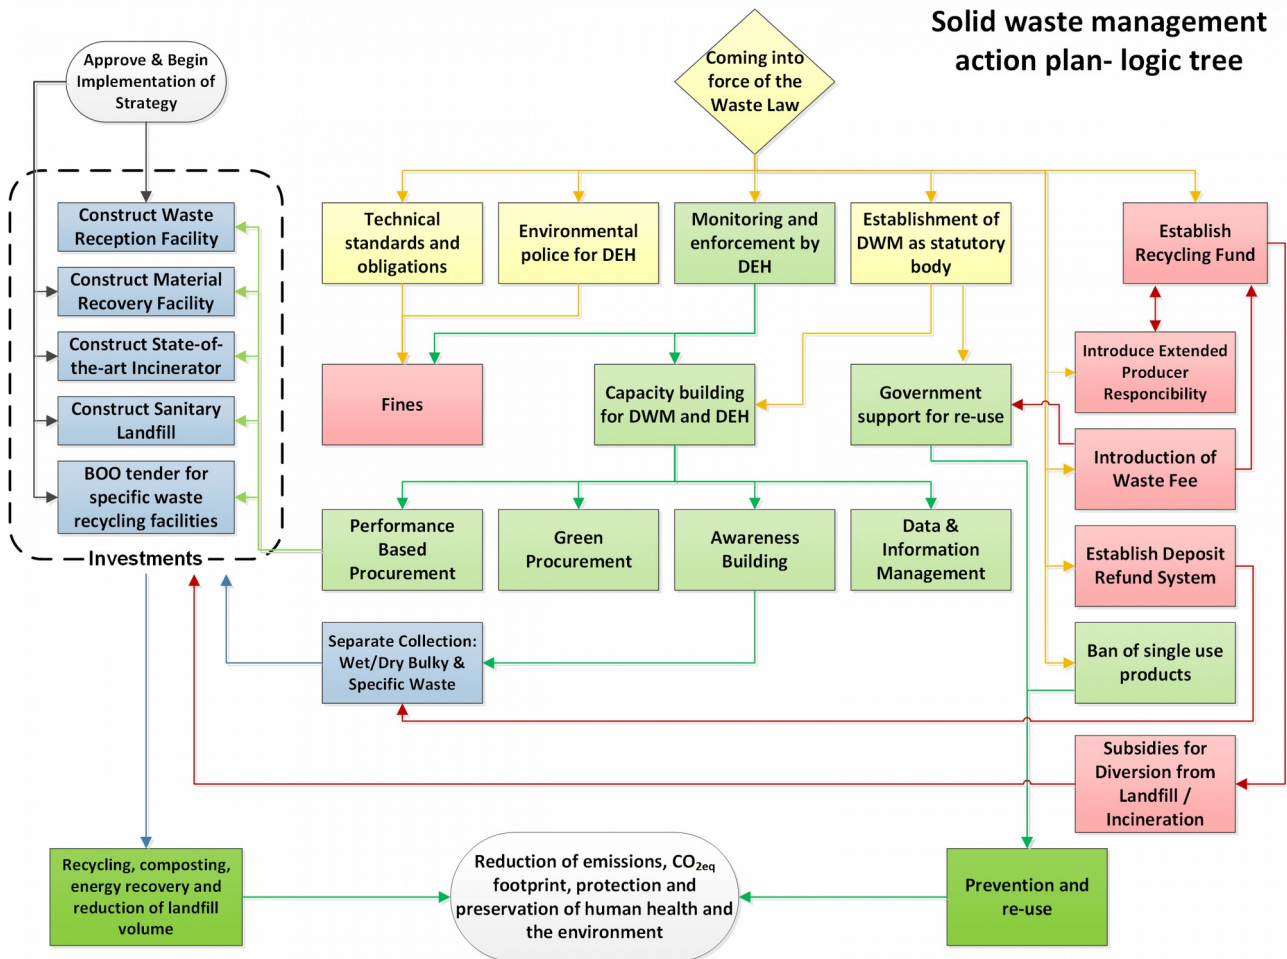 Solid waste management
action plan- logic tree
Approve & Begin
Implementation of
Strategy
Coming into
force of the
Waste Law
Construct Waste
Reception Facility
Construct Material
Recovery Facility
Construct State-of-
the-art Incinerator
Construct Sanitary
Landfill
BOO tender for
specific waste
recycling facilities
Investments
Technical
standards and
obligations
Environmental
police for DEH
Monitoring and
enforcement by
DEH
Establishment of
DWM as statutory
body
Establish
Recycling Fund
Introduce Extended
Producer
Responcibility
Fines
Capacity building
for DWM and DEH
Government
support for re-use
Introduction of
Waste Fee
Performance
Based
Procurement
Green
Procurement
Awareness
Building
Data &
Information
Management
Establish Deposit
Refund System
Separate Collection:
Wet/Dry Bulky &
Specific Waste
Ban of single use
products
Subsidies for
Diversion from
Landfill /
Incineration
Recycling, composting,
energy recovery and
reduction of landfill
volume
Reduction of emissions, CO2eq
footprint, protection and
preservation of human health and
the environment
Prevention and
re-use